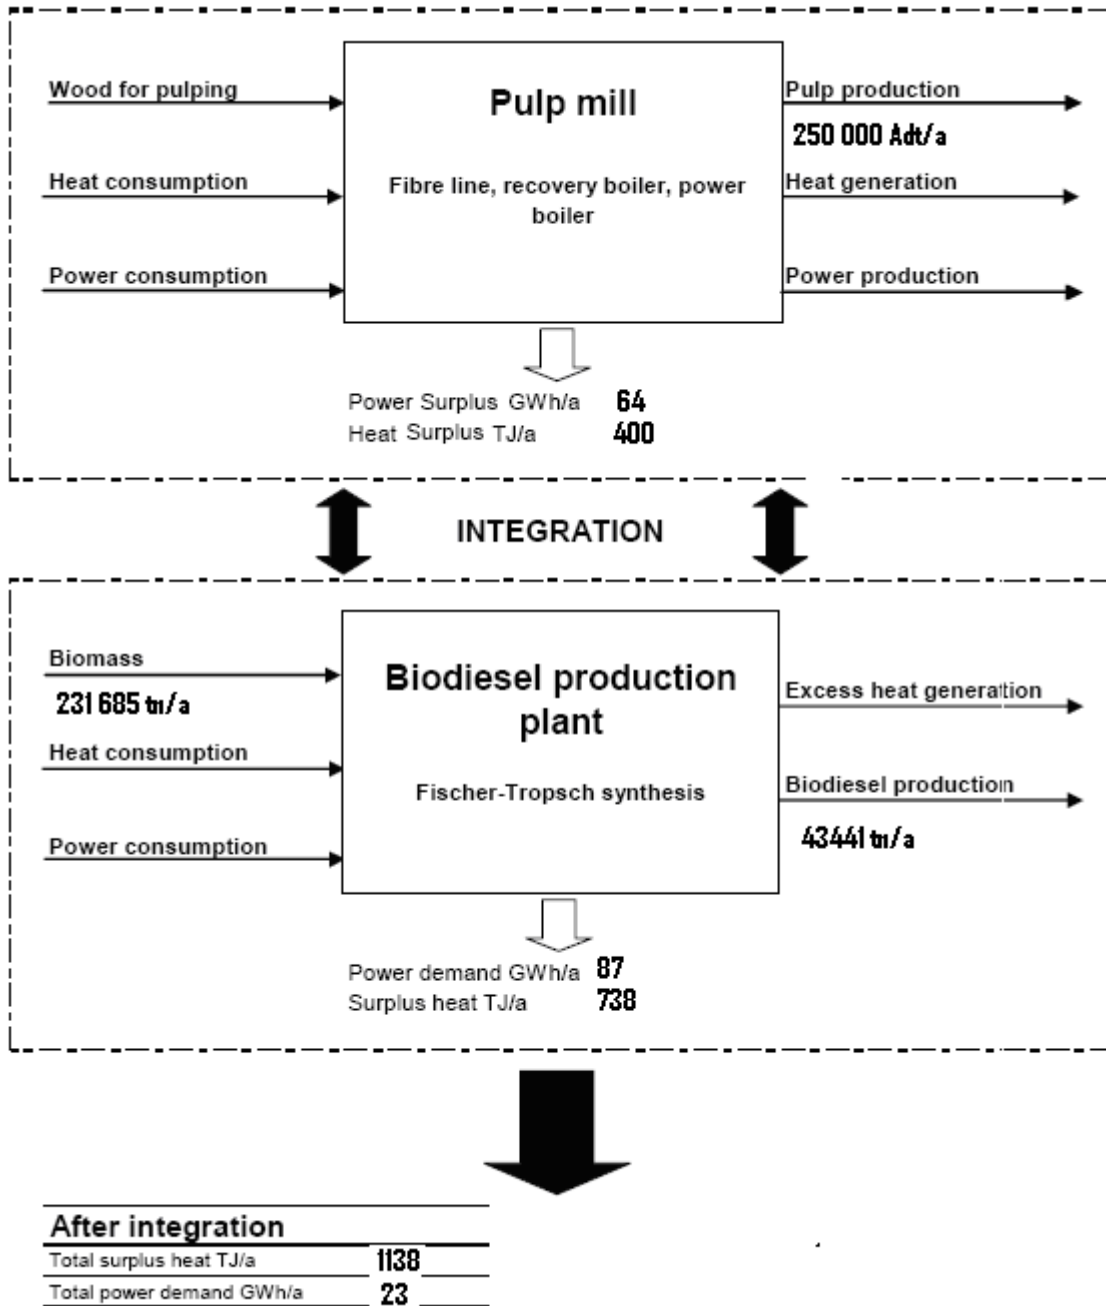 Wood for pulping
Pulp mill
Pulp production
250 000 Adt/a
Heat consumption
Fibre line, recovery boiler, power
boiler
Heat generation
Power consumption
Power production
Power Surplus GWh/a 64
Heat Surplus TJ/a 400
INTEGRATION
Biomass
231 685 tn/a
Biodesel production
plant
Excess heat generation
Heat consumption
Fischer-Tropsch synthesis
Biodiesel production
43441 tn/a
Power consumption
Power demand GWh/a 87
Surplus heat TJ/a 738
After integration
Total surplus heat TJ/a 1138
Total power demand GWh/a 23